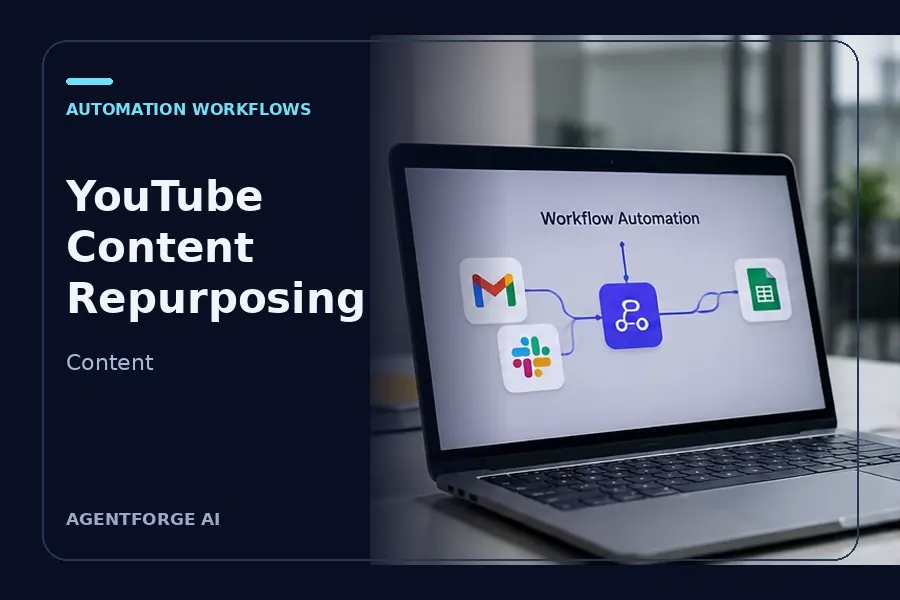 AUTOMATION WORKFLOWS
YouTube
Content
Repurposing
Content
AGENTFORGE AI
Workflow Automation